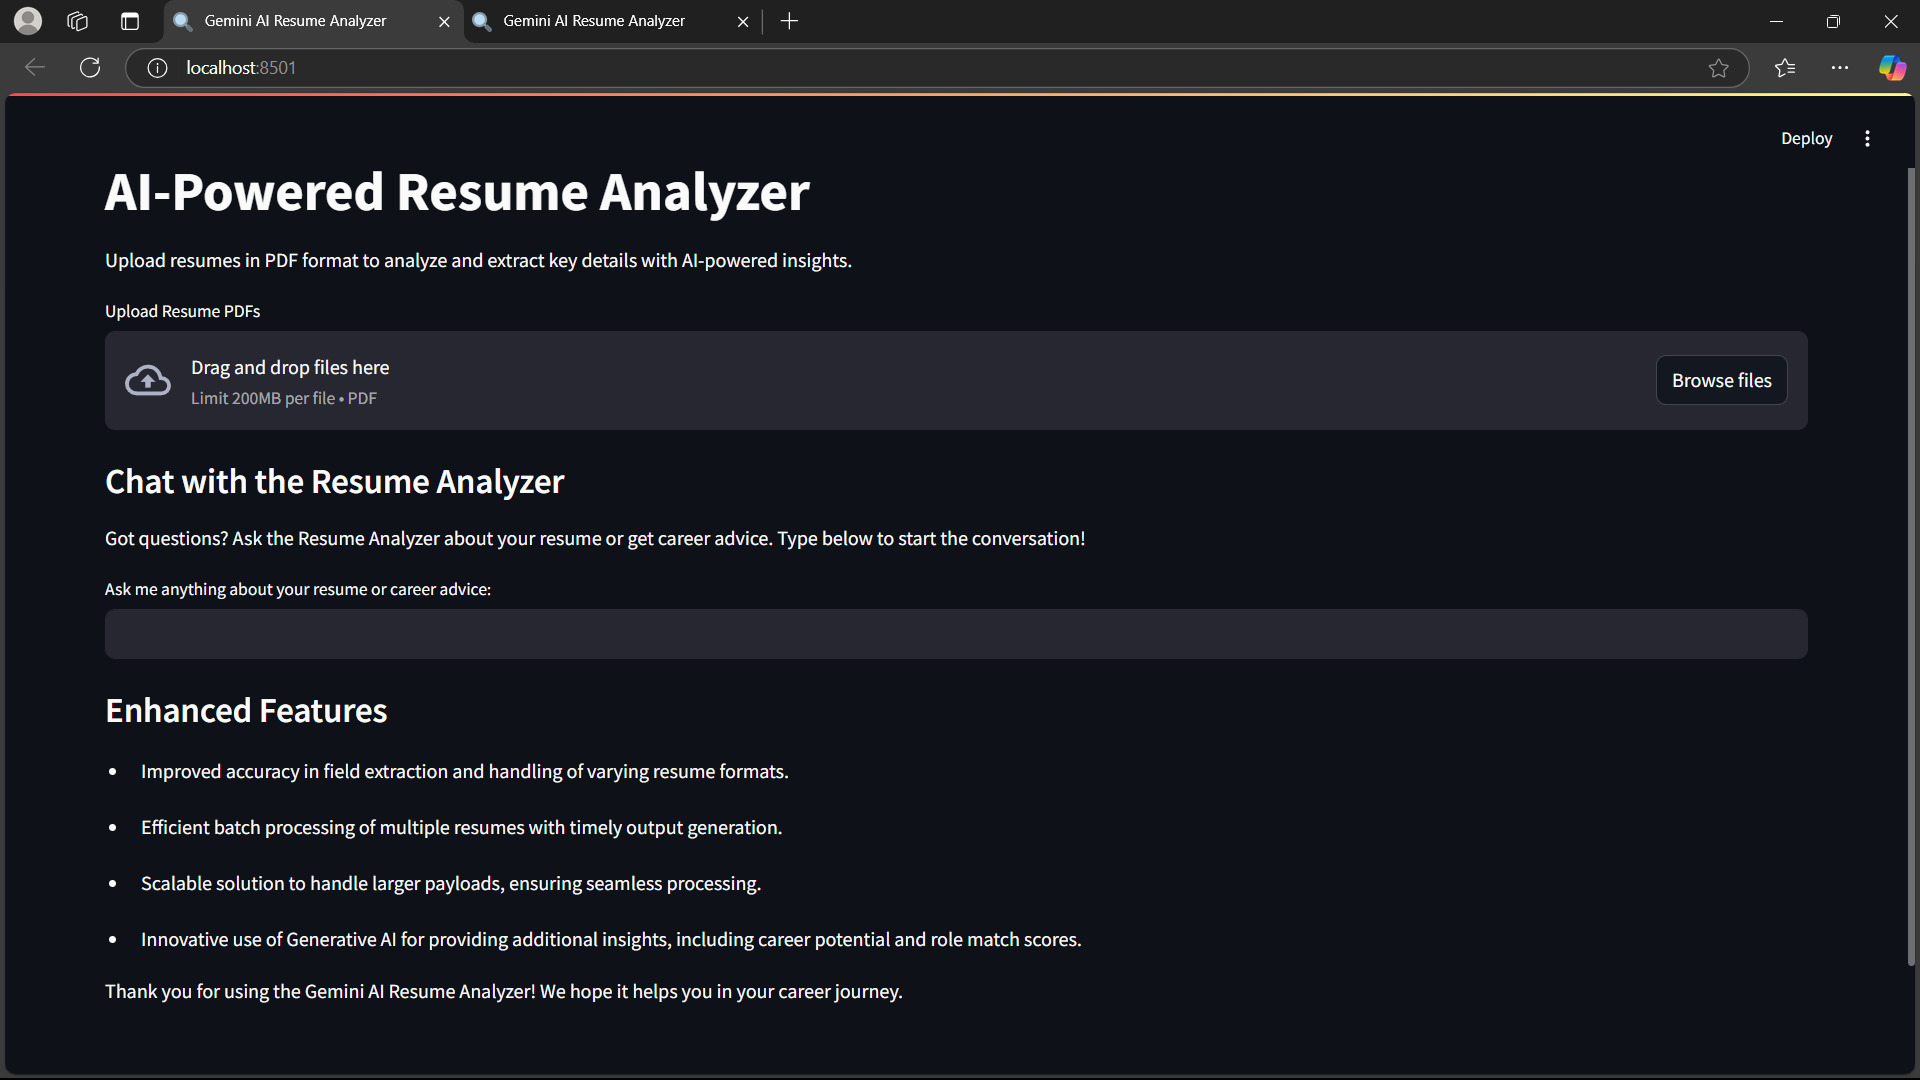 Gemini AI Resume Analyzer
Gemini AI Resume Analyzer
localhost:8501
Deploy
AI-Powered Resume Analyzer
Upload resumes in PDF format to analyze and extract key details with AI-powered insights.
Upload Resume PDFs
Drag and drop files here
Limit 200MB per file • PDF
Browse files
Chat with the Resume Analyzer
Got questions? Ask the Resume Analyzer about your resume or get career advice. Type below to start the conversation!
Ask me anything about your resume or career advice:
Enhanced Features
• Improved accuracy in field extraction and handling of varying resume formats.
• Efficient batch processing of multiple resumes with timely output generation.
• Scalable solution to handle larger payloads, ensuring seamless processing.
• Innovative use of Generative AI for providing additional insights, including career potential and role match scores.
Thank you for using the Gemini AI Resume Analyzer! We hope it helps you in your career journey.